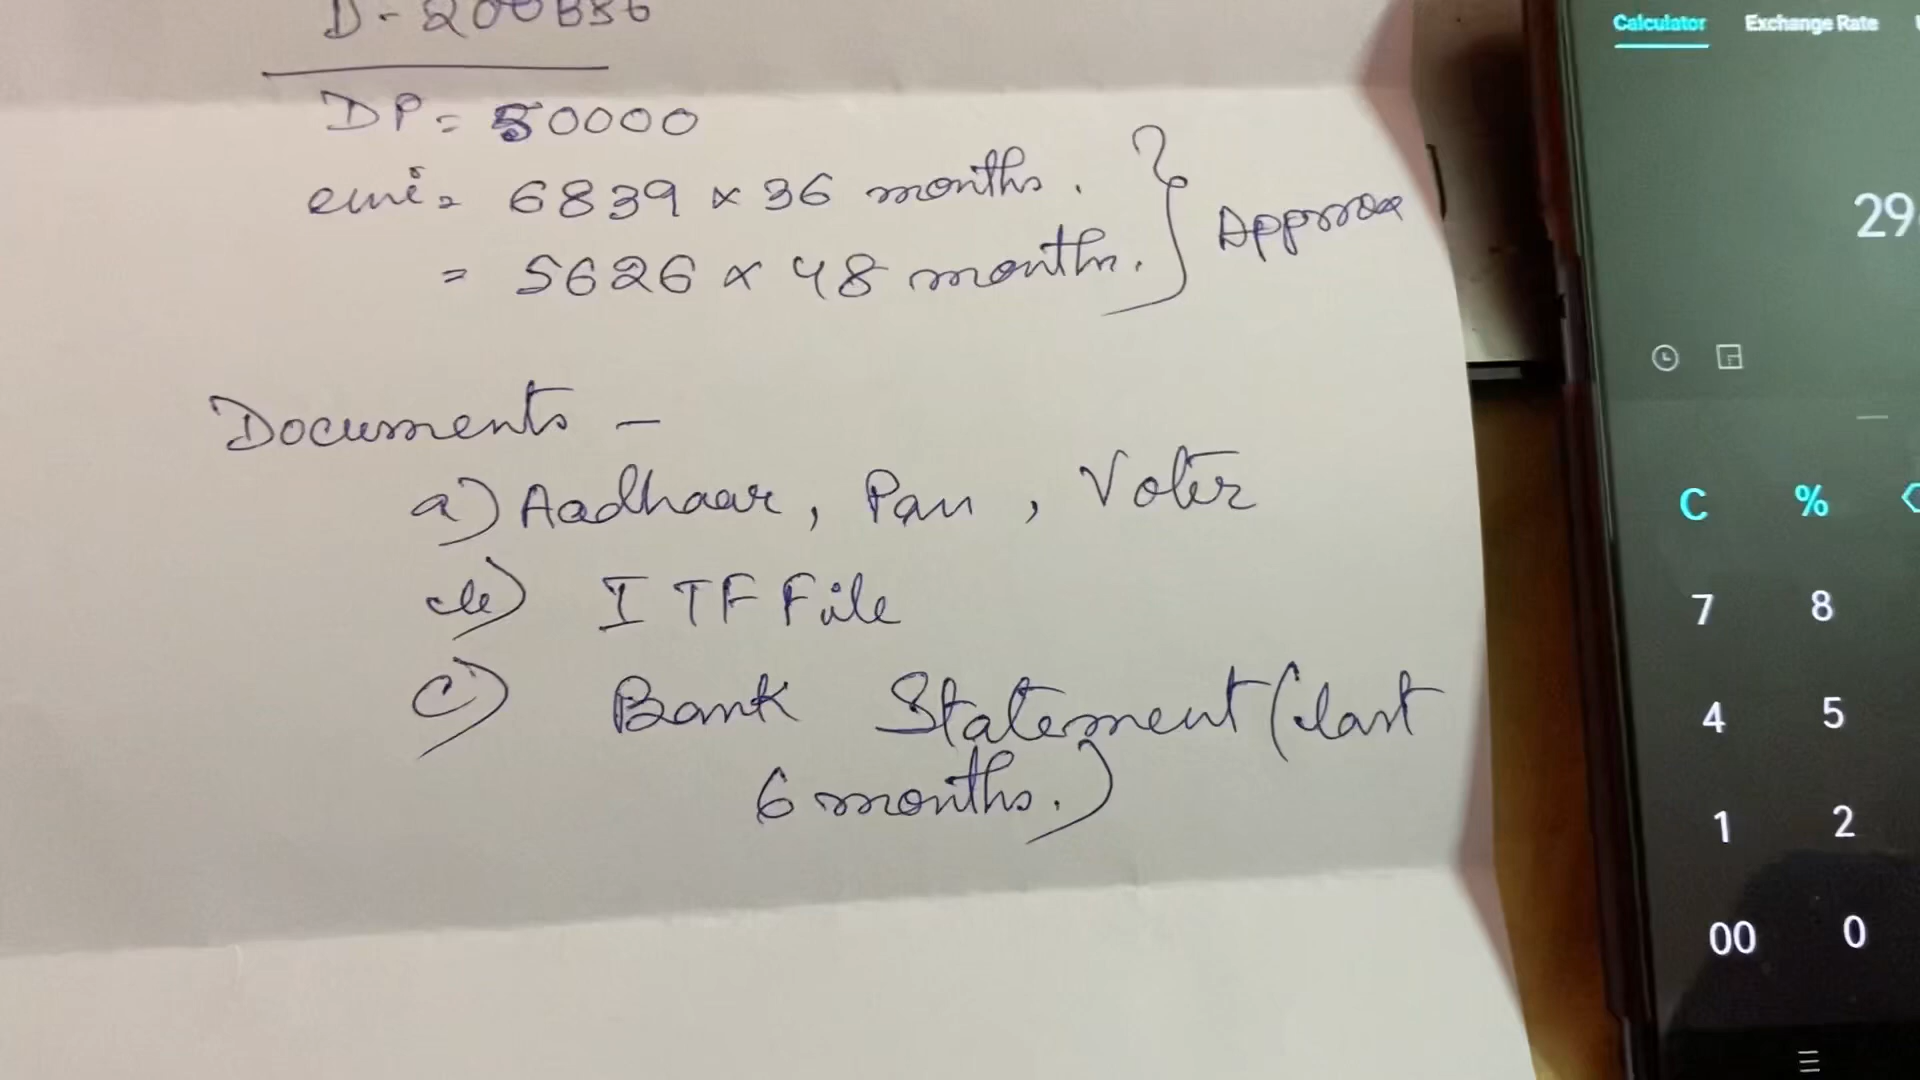 DP = 50000
emi = 6839 x 36 months.
= 5626 x 48 months.
} Approx
Documents -
a) Aadhaar, Pan, Voter
b) ITF File
c) Bank Statement (last
6 months.)
Calculator Exchange Rate
29
C %
7 8
4 5
1 2
00 0